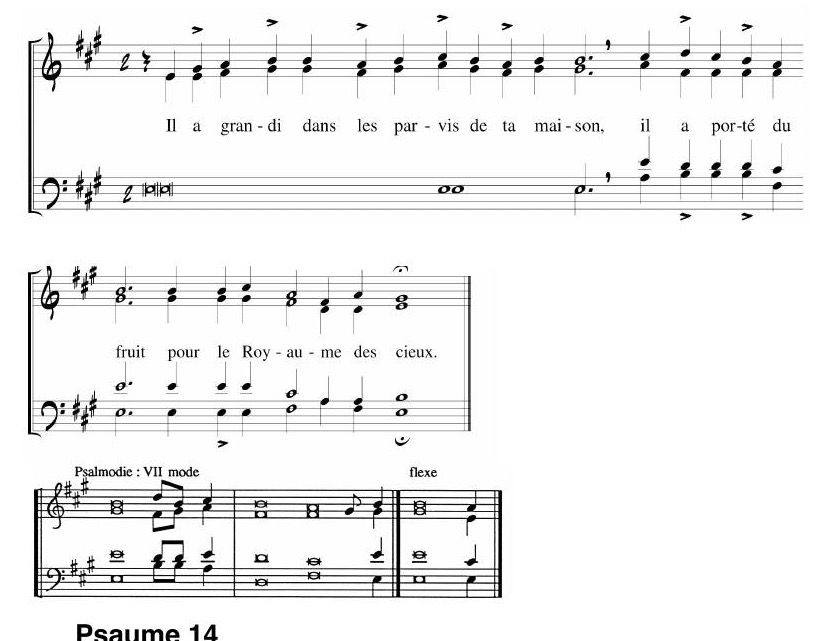 Il a gran - di dans les par - vis de ta mai - son, il a por-té du
fruit pour le Roy - au - me des cieux.
Psalmodie : VII mode flexe
Psaume 14